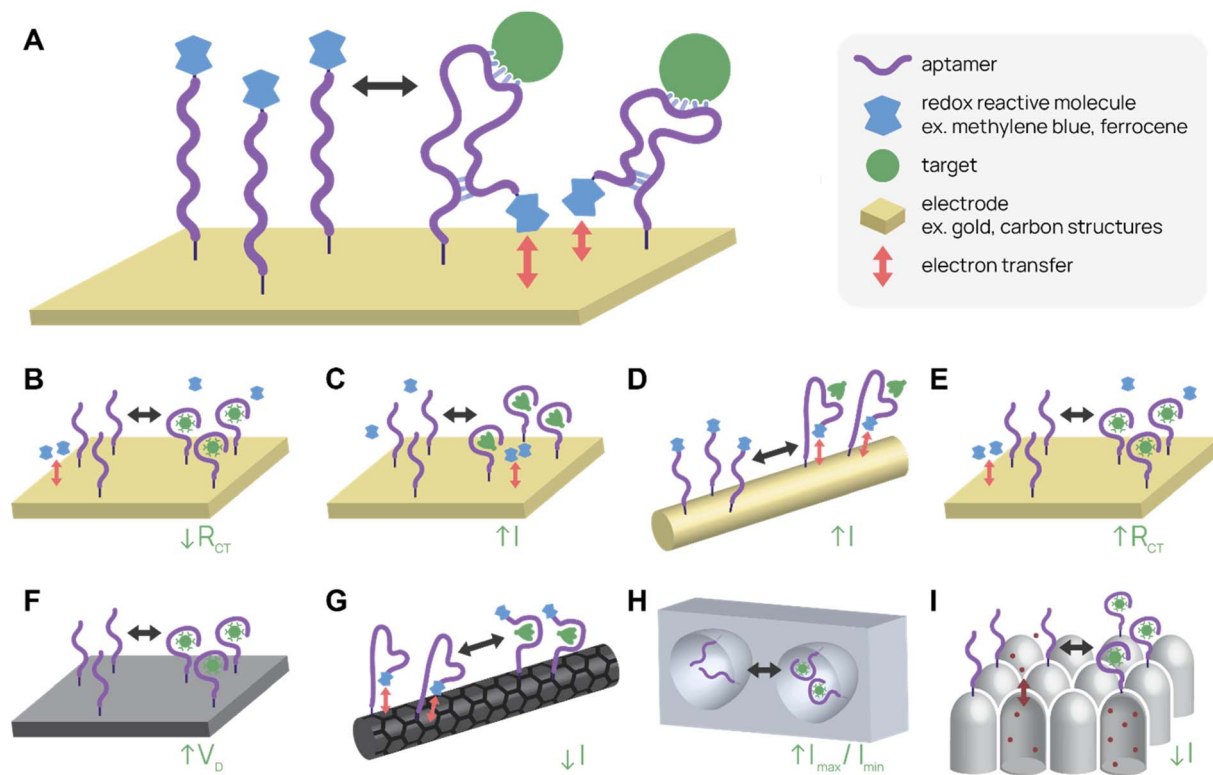 A
aptamer
redox reactive molecule
ex. methylene blue, ferrocene
target
electrode
ex. gold, carbon structures
electron transfer
B
↓R_CT
C
↑I
D
↑I
E
↑R_CT
F
↑V_D
G
↓I
H
↑I_max / I_min
I
↓I